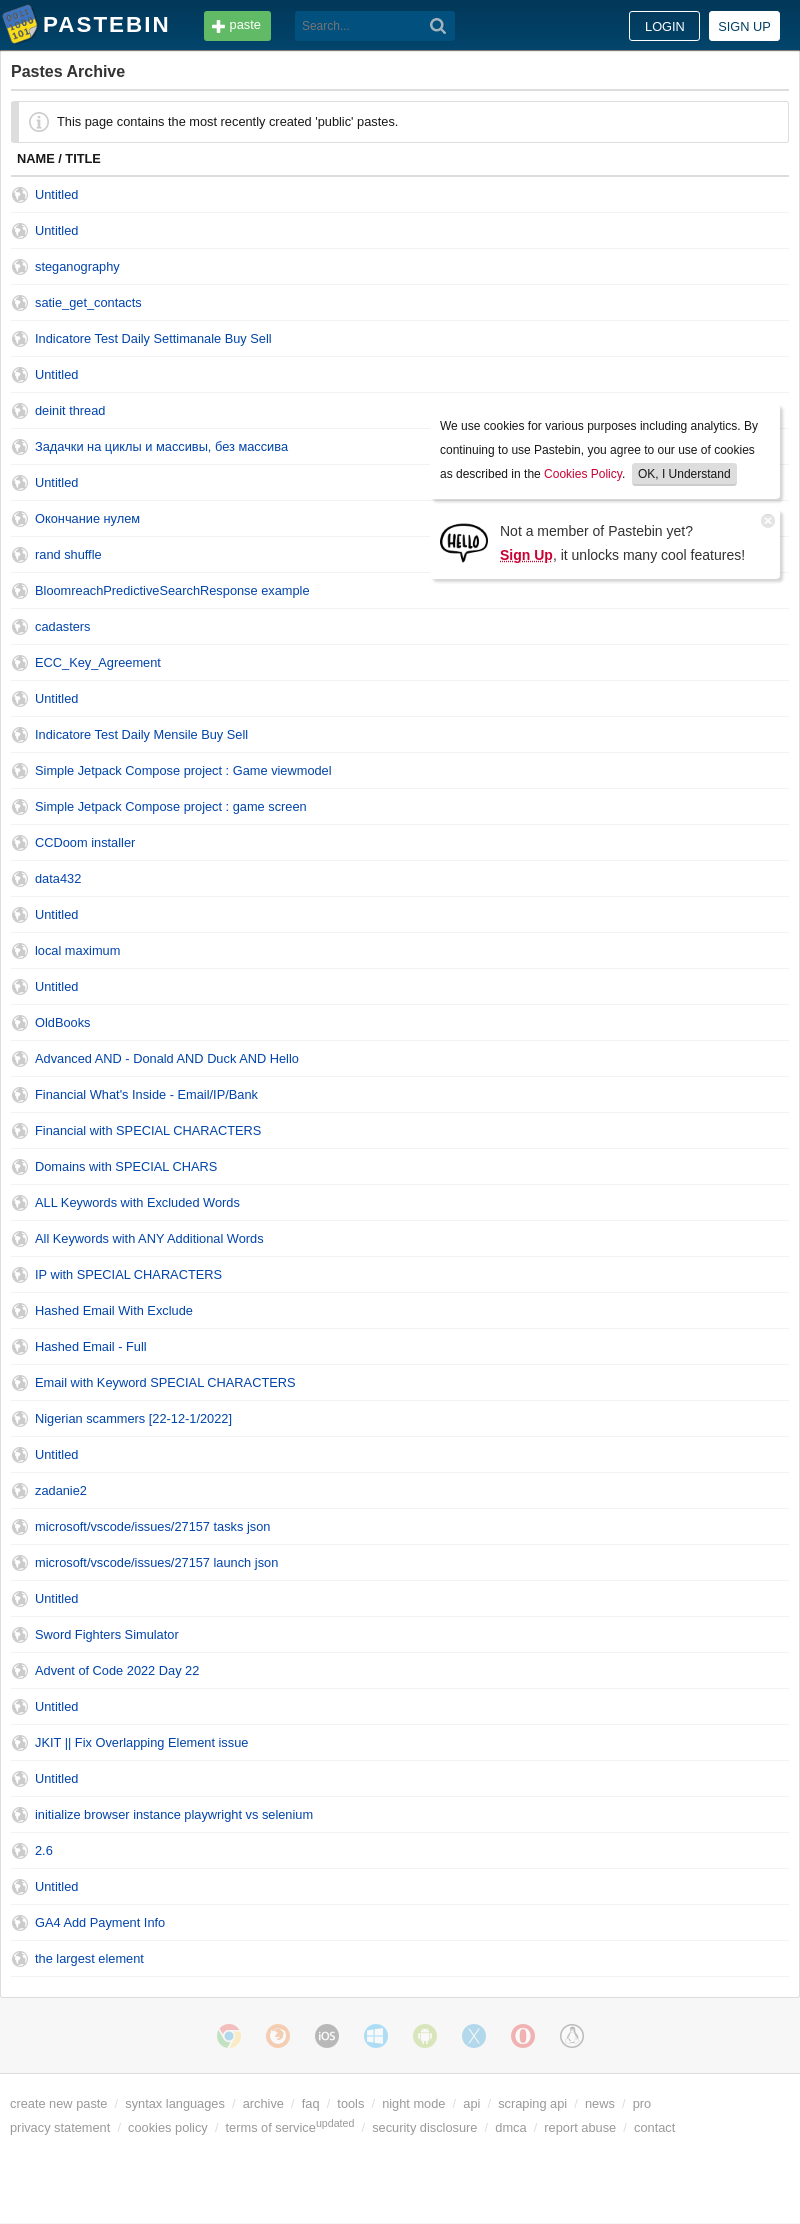 PASTEBIN
paste
Search...
LOGIN
SIGN UP
Pastes Archive
This page contains the most recently created 'public' pastes.
NAME / TITLE
Untitled
Untitled
steganography
satie_get_contacts
Indicatore Test Daily Settimanale Buy Sell
Untitled
deinit thread
Задачки на циклы и массивы, без массива
Untitled
Окончание нулем
rand shuffle
BloomreachPredictiveSearchResponse example
We use cookies for various purposes including analytics. By
continuing to use Pastebin, you agree to our use of cookies
as described in the Cookies Policy. OK, I Understand
HELLO
Not a member of Pastebin yet?
Sign Up, it unlocks many cool features!
cadasters
ECC_Key_Agreement
Untitled
Indicatore Test Daily Mensile Buy Sell
Simple Jetpack Compose project : Game viewmodel
Simple Jetpack Compose project : game screen
CCDoom installer
data432
Untitled
local maximum
Untitled
OldBooks
Advanced AND - Donald AND Duck AND Hello
Financial What's Inside - Email/IP/Bank
Financial with SPECIAL CHARACTERS
Domains with SPECIAL CHARS
ALL Keywords with Excluded Words
All Keywords with ANY Additional Words
IP with SPECIAL CHARACTERS
Hashed Email With Exclude
Hashed Email - Full
Email with Keyword SPECIAL CHARACTERS
Nigerian scammers [22-12-1/2022]
Untitled
zadanie2
microsoft/vscode/issues/27157 tasks json
microsoft/vscode/issues/27157 launch json
Untitled
Sword Fighters Simulator
Advent of Code 2022 Day 22
Untitled
JKIT || Fix Overlapping Element issue
Untitled
initialize browser instance playwright vs selenium
2.6
Untitled
GA4 Add Payment Info
the largest element
iOS
create new paste / syntax languages / archive / faq / tools / night mode / api / scraping api / news / pro
privacy statement / cookies policy / terms of service updated / security disclosure / dmca / report abuse / contact